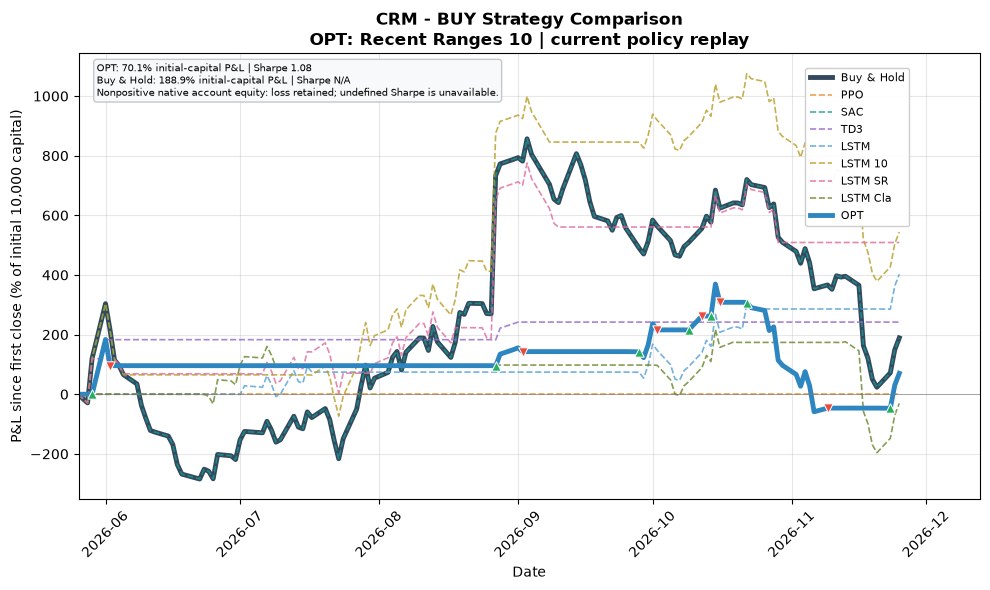 CRM - BUY Strategy Comparison
OPT: Recent Ranges 10 | current policy replay
OPT: 70.1% initial-capital P&L | Sharpe 1.08
Buy & Hold: 188.9% initial-capital P&L | Sharpe N/A
Nonpositive native account equity: loss retained; undefined Sharpe is unavailable.
Buy & Hold
PPO
SAC
TD3
LSTM
LSTM 10
LSTM SR
LSTM Cla
OPT
P&L since first close (% of initial 10,000 capital)
1000
800
600
400
200
0
−200
2026-06
2026-07
2026-08
2026-09
2026-10
2026-11
2026-12
Date